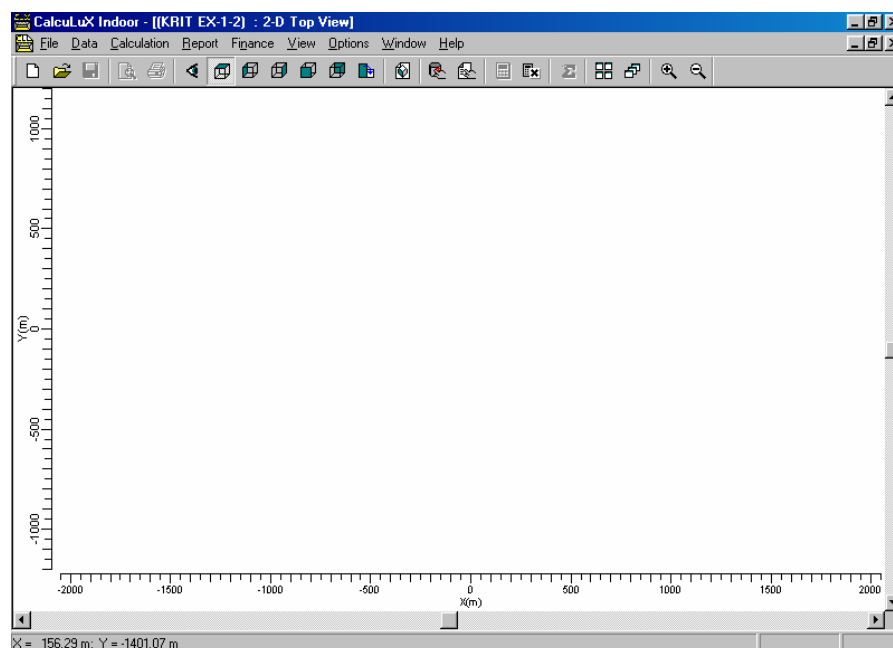 CalcuLuX Indoor - [(KRIT EX-1-2) : 2-D Top View]
File Data Calculation Report Finance View Options Window Help
1000
500
0
Y(m)
-500
-1000
-2000 -1500 -1000 -500 0 500 1000 1500 2000
X(m)
X = 156.29 m; Y = -1401.07 m